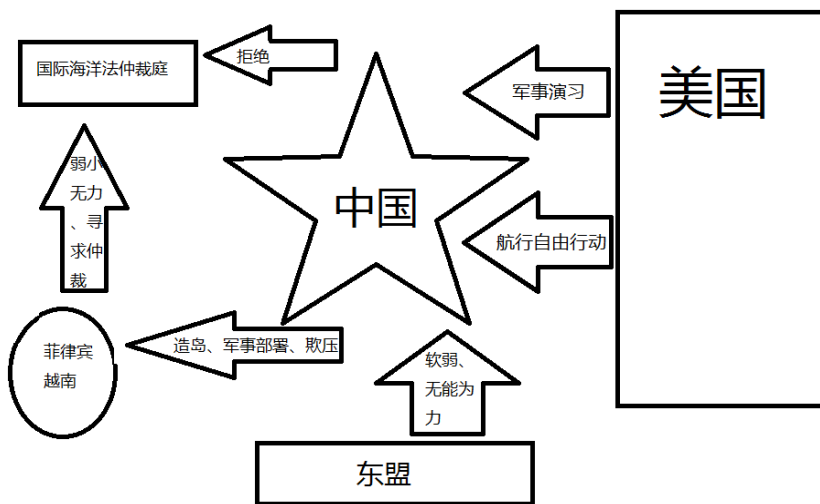 国际海洋法仲裁庭
拒绝
军事演习
美国
弱小
无力
、寻
求仲
裁
中国
航行自由行动
菲律宾
越南
造岛、军事部署、欺压
软弱、
无能为
力
东盟